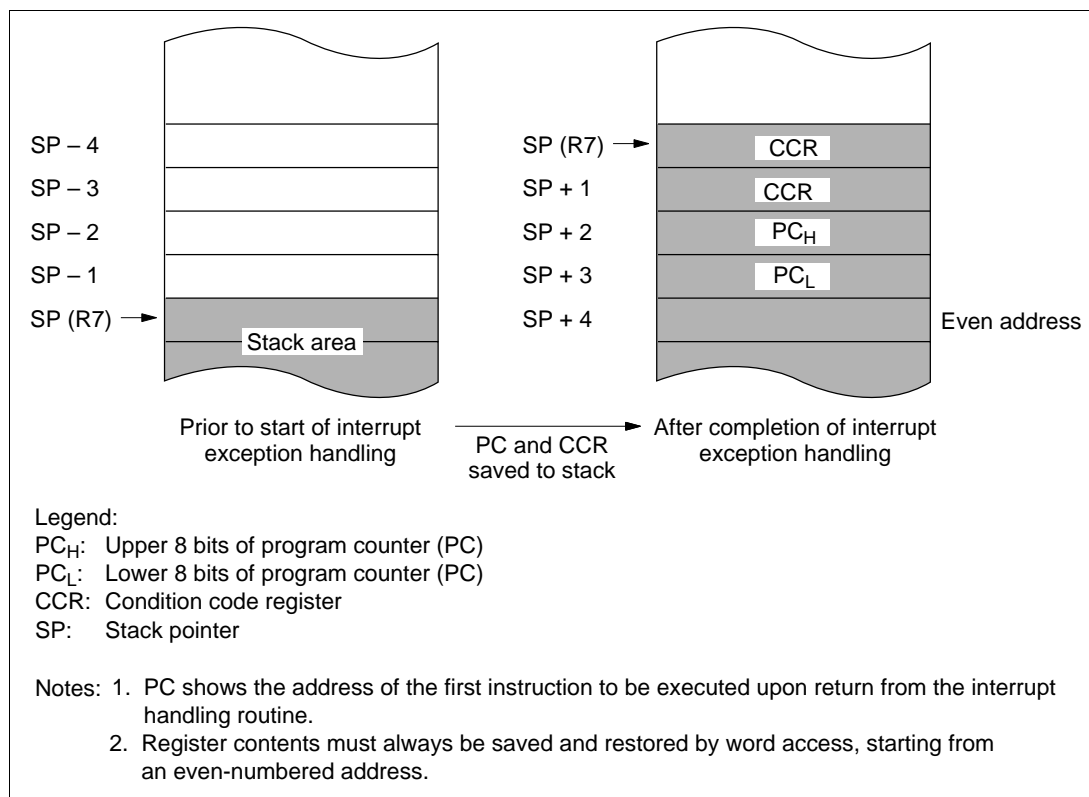 SP – 4
SP – 3
SP – 2
SP – 1
SP (R7)
Stack area
SP (R7)
SP + 1
SP + 2
SP + 3
SP + 4
CCR
CCR
PCH
PCL
Even address
Prior to start of interrupt
exception handling
PC and CCR
saved to stack
After completion of interrupt
exception handling
Legend:
PCH: Upper 8 bits of program counter (PC)
PCL: Lower 8 bits of program counter (PC)
CCR: Condition code register
SP: Stack pointer
Notes: 1. PC shows the address of the first instruction to be executed upon return from the interrupt
handling routine.
2. Register contents must always be saved and restored by word access, starting from
an even-numbered address.